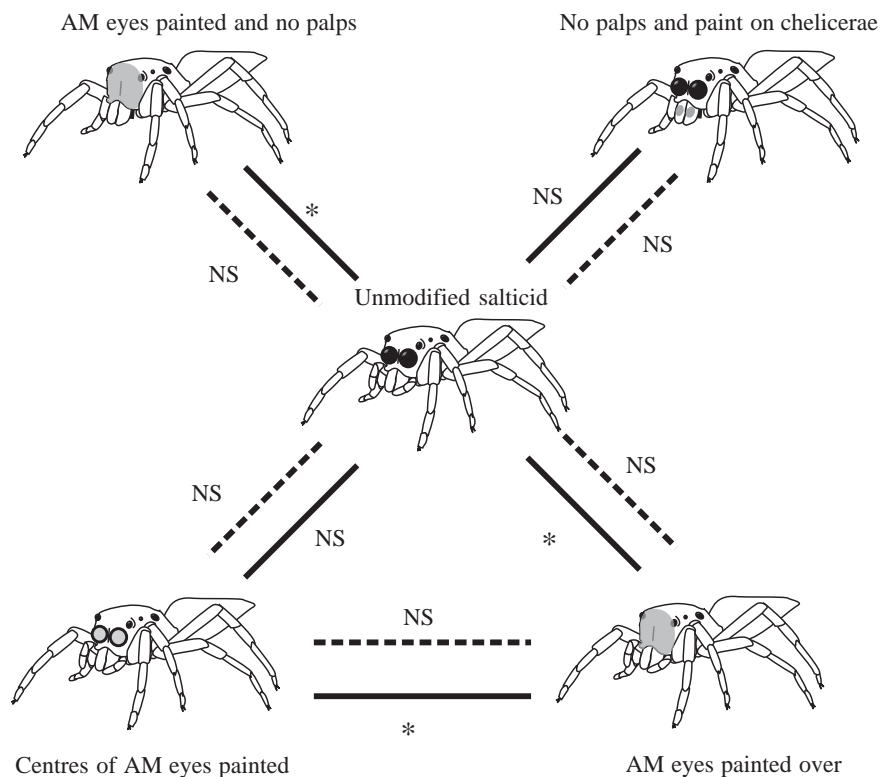 AM eyes painted and no palps
No palps and paint on chelicerae
*
NS
NS
NS
Unmodified salticid
NS
NS
NS
*
NS
*
Centres of AM eyes painted
AM eyes painted over